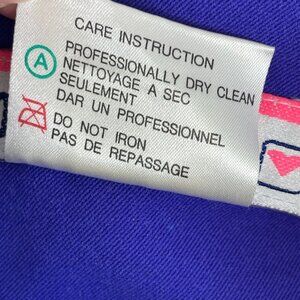 CARE INSTRUCTION
A
PROFESSIONALLY DRY CLEAN
NETTOYAGE A SEC
SEULEMENT
DAR UN PROFESSIONNEL
DO NOT IRON
PAS DE REPASSAGE